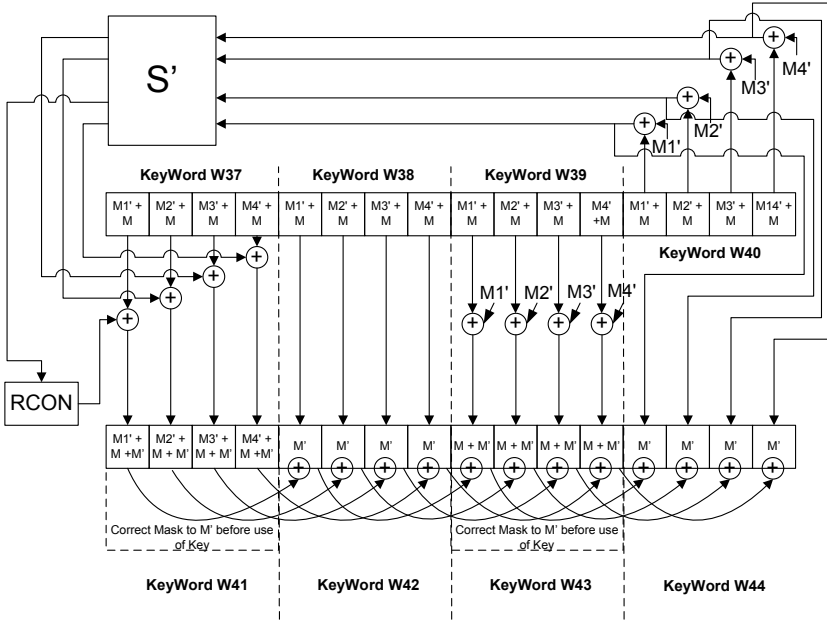 S'
M4'
M3'
M2'
M1'
KeyWord W37
KeyWord W38
KeyWord W39
M1' + M
M2' + M
M3' + M
M4' + M
M1' + M
M2' + M
M3' + M
M4' + M
M1' + M
M2' + M
M3' + M
M4' +M
M1' + M
M2' + M
M3' + M
M14' + M
KeyWord W40
M1'
M2'
M3'
M4'
RCON
M1' + M +M'
M2' + M + M'
M3' + M + M'
M4' + M +M'
M'
M'
M'
M'
M + M'
M + M'
M + M'
M + M'
M'
M'
M'
M'
Correct Mask to M' before use
of Key
Correct Mask to M' before use
of Key
KeyWord W41
KeyWord W42
KeyWord W43
KeyWord W44